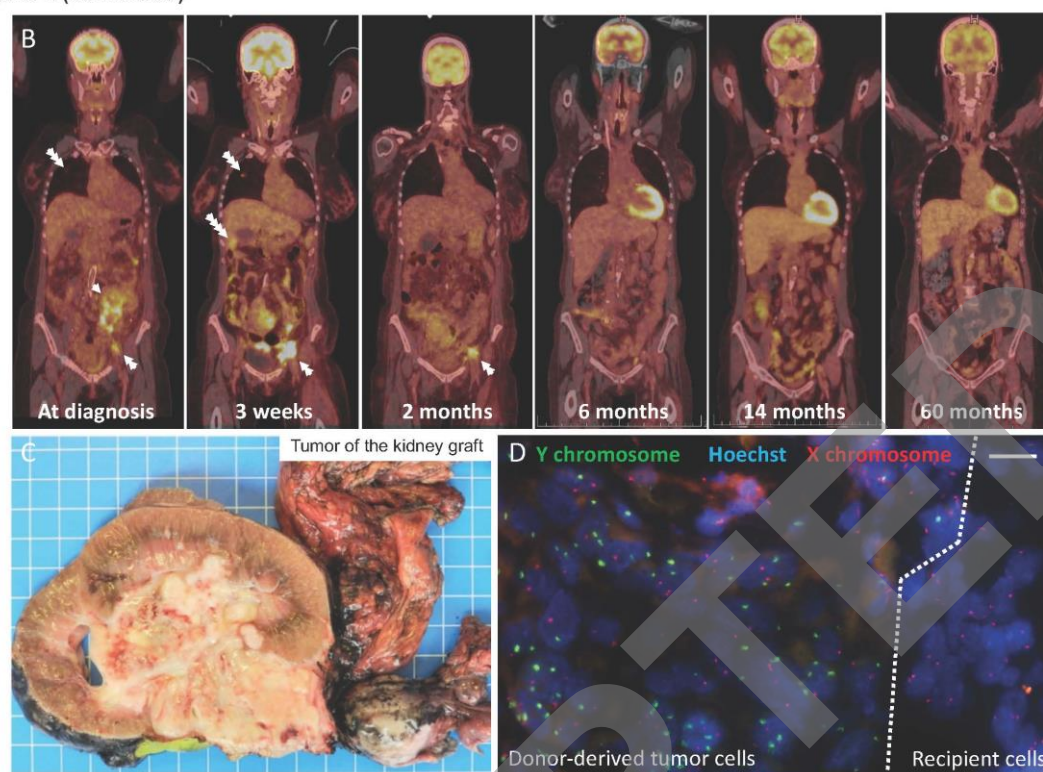 B
At diagnosis
3 weeks
2 months
6 months
14 months
60 months
C
Tumor of the kidney graft
D
Y chromosome
Hoechst
X chromosome
Donor-derived tumor cells
Recipient cells
PTED